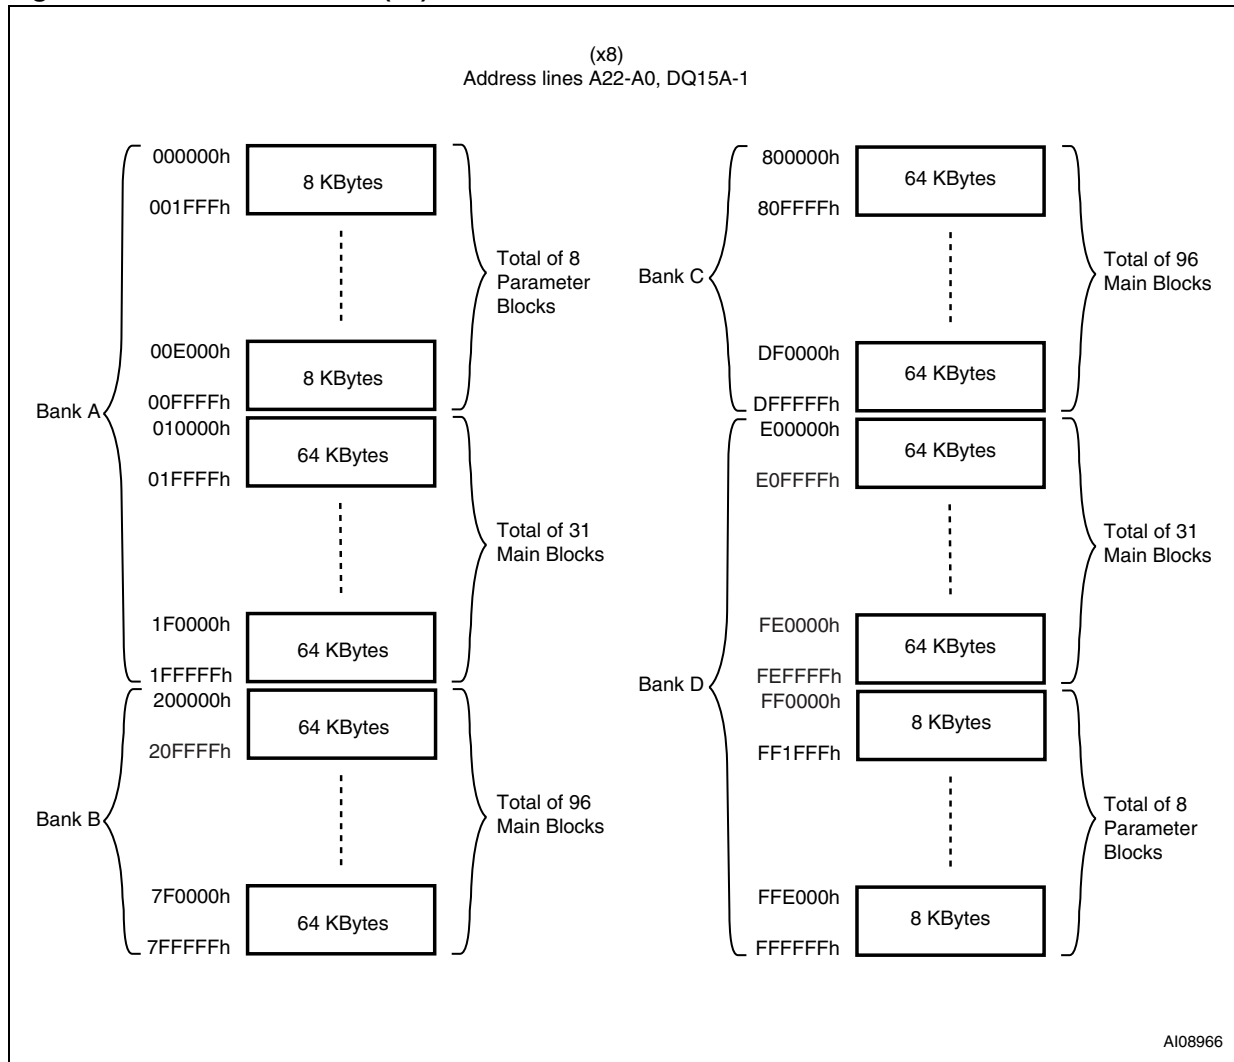 (x8)
Address lines A22-A0, DQ15A-1
Bank A
000000h
8 KBytes
001FFFh
Total of 8
Parameter
Blocks
00E000h
8 KBytes
00FFFFh
010000h
64 KBytes
01FFFFh
Total of 31
Main Blocks
1F0000h
64 KBytes
1FFFFFh
Bank B
200000h
64 KBytes
20FFFFh
Total of 96
Main Blocks
7F0000h
64 KBytes
7FFFFFh
Bank C
800000h
64 KBytes
80FFFFh
Total of 96
Main Blocks
DF0000h
64 KBytes
DFFFFFh
Bank D
E00000h
64 KBytes
E0FFFFh
Total of 31
Main Blocks
FE0000h
64 KBytes
FEFFFFh
FF0000h
8 KBytes
FF1FFFh
Total of 8
Parameter
Blocks
FFE000h
8 KBytes
FFFFFFh
AI08966